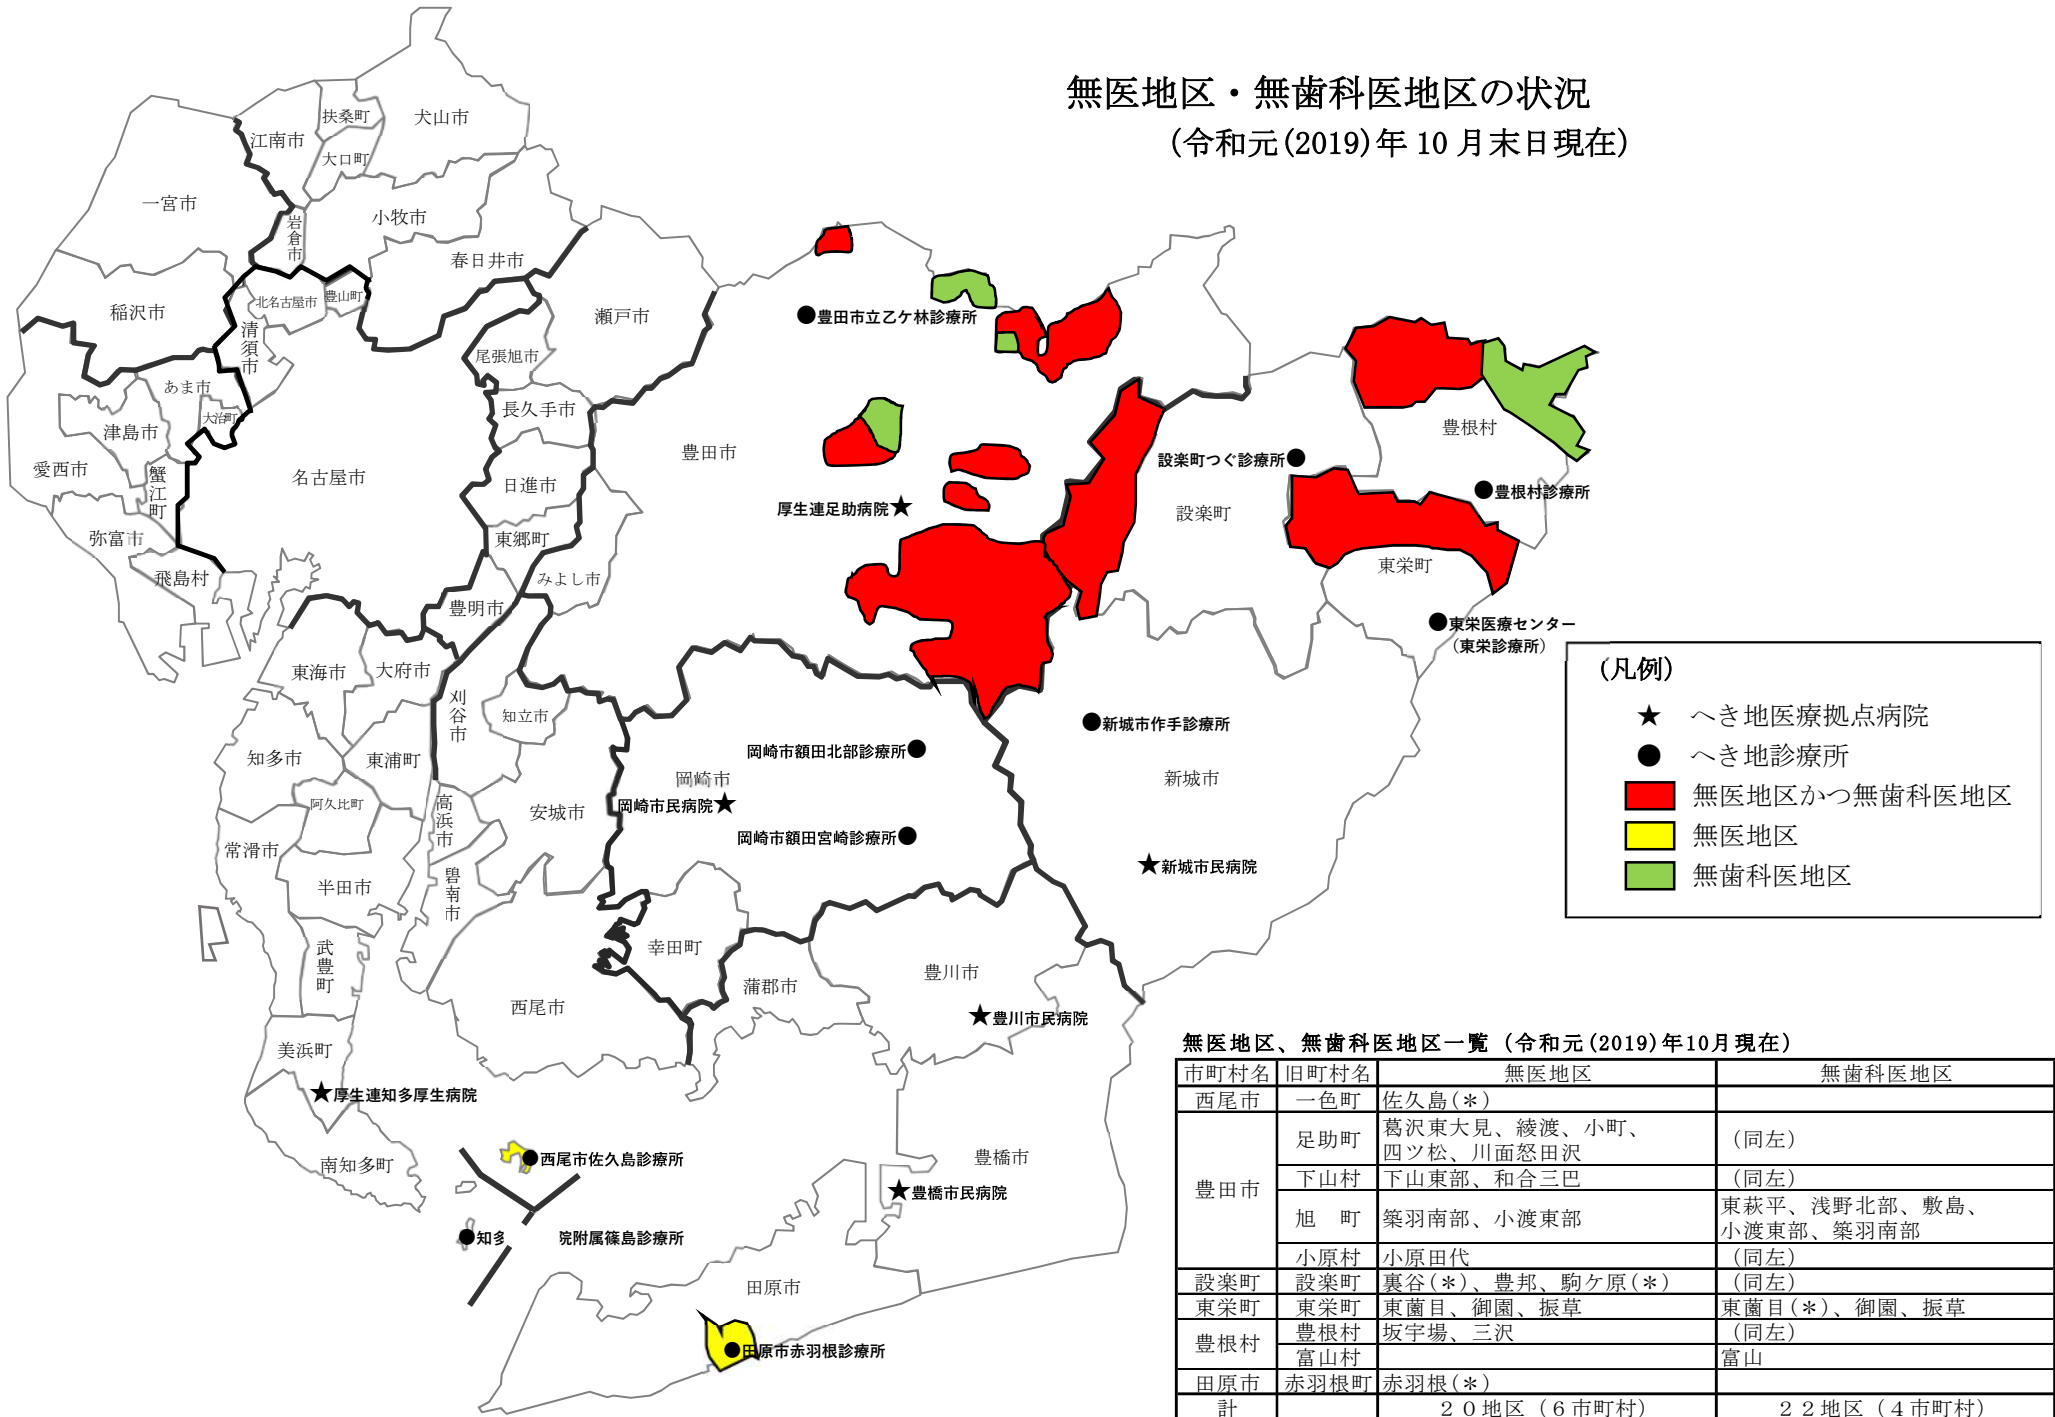 無医地区・無歯科医地区の状況
(令和元(2019)年 10 月末日現在)
扶桑町
犬山市
江南市
大口町
一宮市
岩倉市
小牧市
春日井市
北名古屋市
豊山町
稲沢市
清須市
瀬戸市
豊田市立乙ケ林診療所
尾張旭市
あま市
大治町
長久手市
津島市
豊田市
豊根村
愛西市
蟹江町
名古屋市
日進市
設楽町つぐ診療所
豊根村診療所
厚生連足助病院
設楽町
弥富市
東郷町
飛島村
みよし市
東栄町
豊明市
東栄医療センター
(東栄診療所)
東海市
大府市
刈谷市
知立市
新城市作手診療所
知多市
東浦町
岡崎市額田北部診療所
岡崎市
新城市
阿久比町
高浜市
安城市
岡崎市民病院
岡崎市額田宮崎診療所
常滑市
新城市民病院
半田市
碧南市
武豊町
幸田町
豊川市
蒲郡市
西尾市
豊川市民病院
美浜町
厚生連知多厚生病院
南知多町
西尾市佐久島診療所
豊橋市
豊橋市民病院
知多
院附属篠島診療所
田原市
田原市赤羽根診療所
(凡例)
★ へき地医療拠点病院
● へき地診療所
無医地区かつ無歯科医地区
無医地区
無歯科医地区
無医地区、無歯科医地区一覧 (令和元(2019)年10月現在)
市町村名 旧町村名 無医地区 無歯科医地区
西尾市 一色町 佐久島(*)
豊田市 足助町 葛沢東大見、綾渡、小町、 (同左)
四ツ松、川面怒田沢
下山村 下山東部、和合三巴 (同左)
旭 町 築羽南部、小渡東部 東萩平、浅野北部、敷島、
小渡東部、築羽南部
小原村 小原田代 (同左)
設楽町 設楽町 裏谷(*)、豊邦、駒ケ原(*) (同左)
東栄町 東栄町 東薗目、御園、振草 東薗目(*)、御園、振草
豊根村 豊根村 坂宇場、三沢 (同左)
富山村 富山
田原市 赤羽根町 赤羽根(*)
計 20地区(6市町村) 22地区(4市町村)